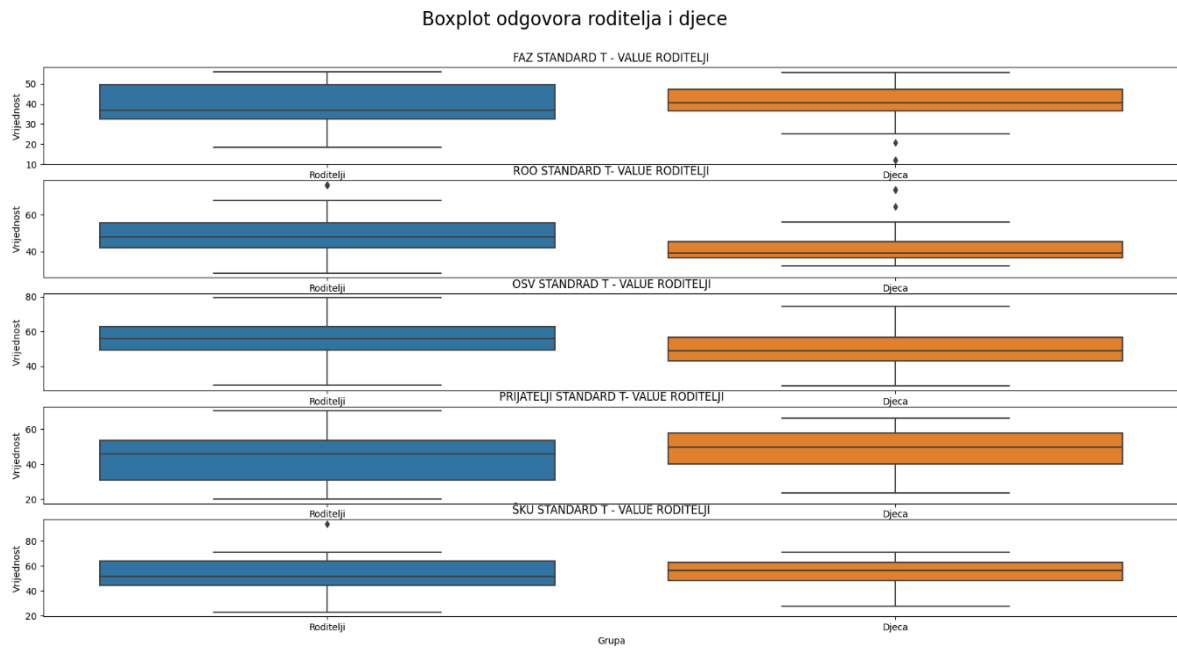 Boxplot odgovora roditelja i djece
FAZ STANDARD T - VALUE RODITELJI
Vrijednost
50
40
30
20
10
Roditelji
Djeca
ROO STANDARD T- VALUE RODITELJI
Vrijednost
60
40
Roditelji
Djeca
OSV STANDRAD T - VALUE RODITELJI
Vrijednost
80
60
40
Roditelji
Djeca
PRIJATELJI STANDARD T- VALUE RODITELJI
Vrijednost
60
40
20
Roditelji
Djeca
ŠKU STANDARD T - VALUE RODITELJI
Vrijednost
80
60
40
20
Roditelji
Djeca
Grupa